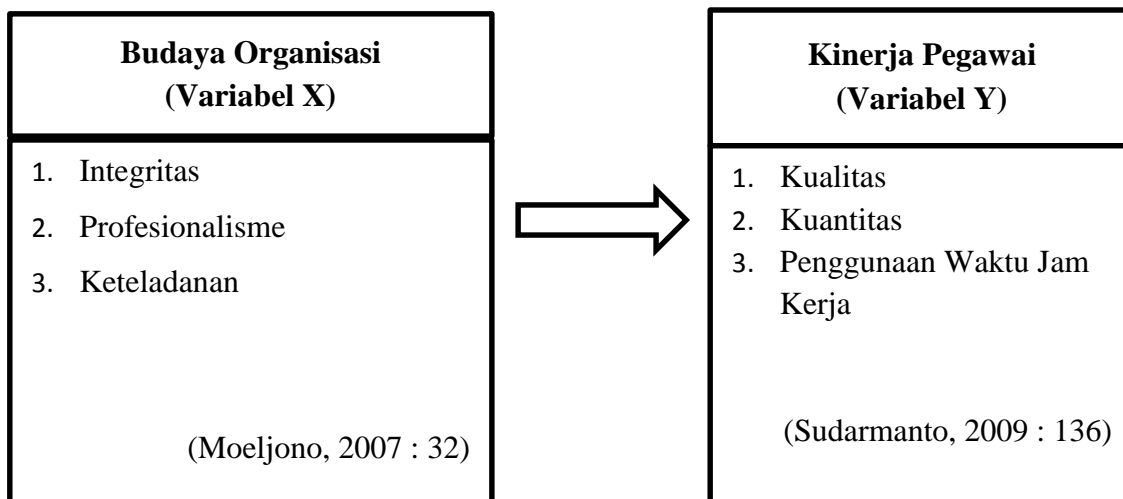 Budaya Organisasi
(Variabel X)
1. Integritas
2. Profesionalisme
3. Keteladanan
(Moeljono, 2007 : 32)
Kinerja Pegawai
(Variabel Y)
1. Kualitas
2. Kuantitas
3. Penggunaan Waktu Jam
Kerja
(Sudarmanto, 2009 : 136)